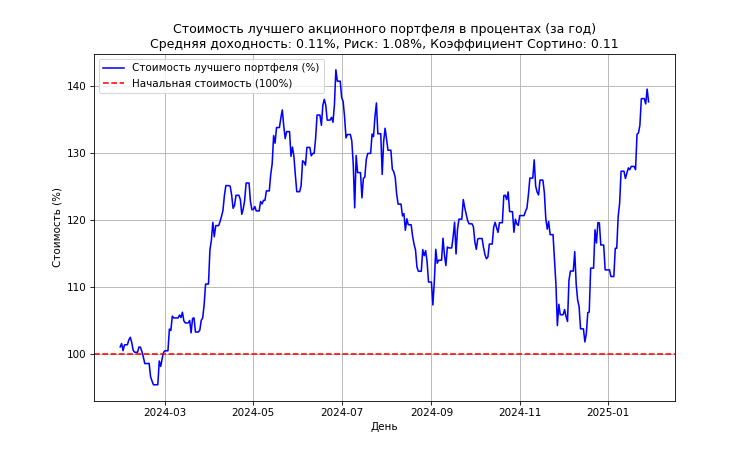 Стоимость лучшего акционного портфеля в процентах (за год)
Средняя доходность: 0.11%, Риск: 1.08%, Коэффициент Сортино: 0.11
Стоимость лучшего портфеля (%)
Начальная стоимость (100%)
Стоимость (%)
140
130
120
110
100
2024-03
2024-05
2024-07
2024-09
2024-11
2025-01
День